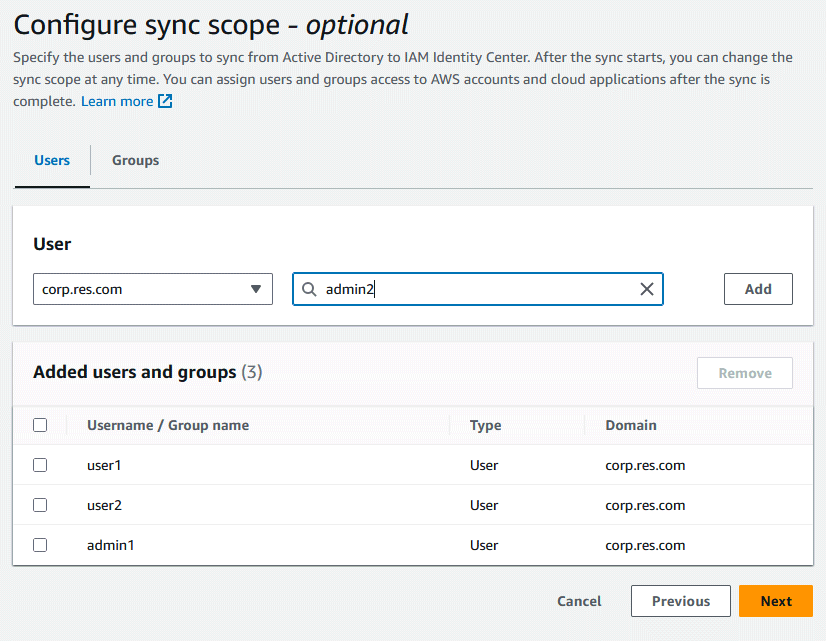 Configure sync scope - optional
Specify the users and groups to sync from Active Directory to IAM Identity Center. After the sync starts, you can change the
sync scope at any time. You can assign users and groups access to AWS accounts and cloud applications after the sync is
complete. Learn more
Users Groups
User
corp.res.com admin2 Add
Added users and groups (3) Remove
Username / Group name Type Domain
user1 User corp.res.com
user2 User corp.res.com
admin1 User corp.res.com
Cancel Previous Next